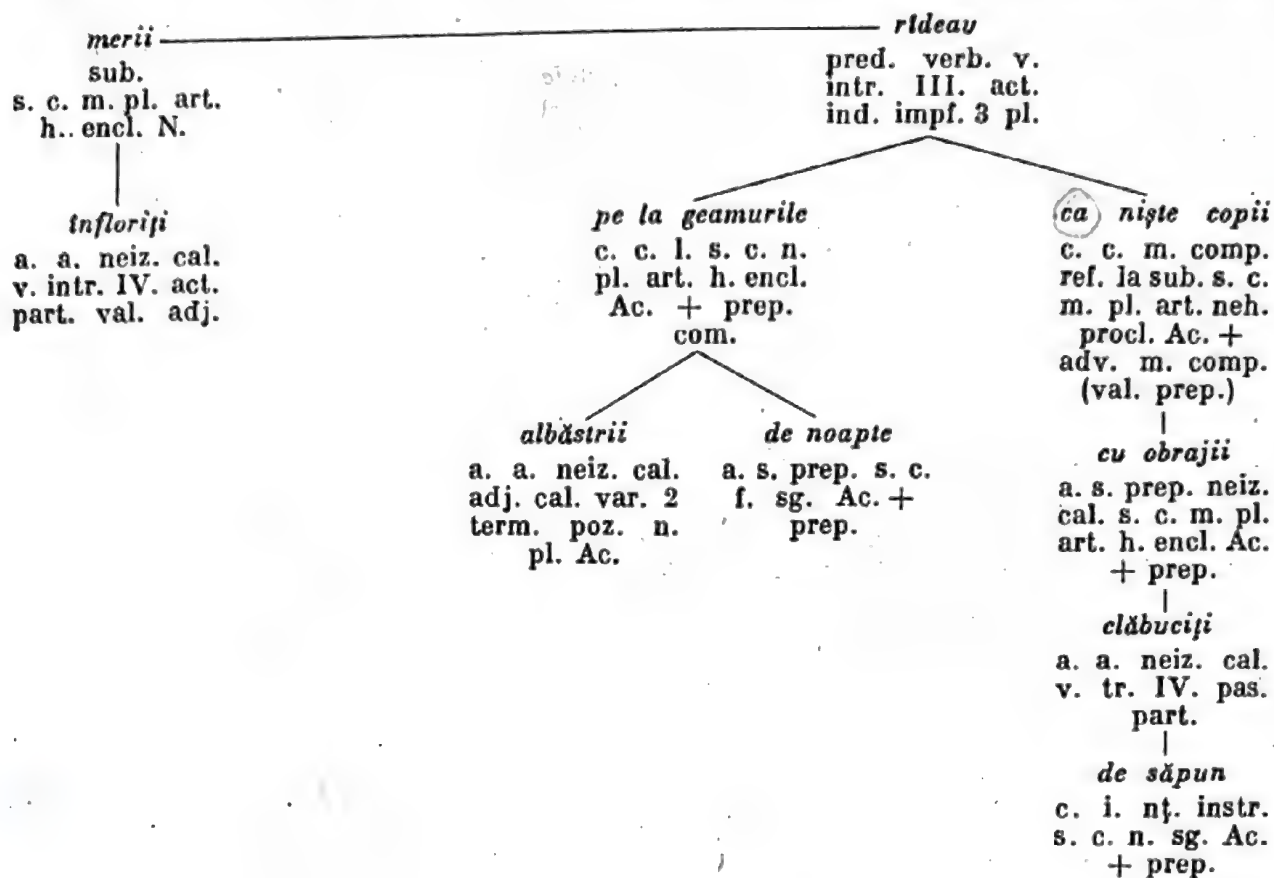 merii
sub.
s. c. m. pl. art.
h.. encl. N.
rîdeau
pred. verb. v.
intr. III. act.
ind. impf. 3 pl.
înfloriţi
a. a. neiz. cal.
v. intr. IV. act.
part. val. adj.
pe la geamurile
c. c. l. s. c. n.
pl. art. h. encl.
Ac. + prep.
com.
ca nişte copii
c. c. m. comp.
ref. la sub. s. c.
m. pl. art. neh.
procl. Ac. +
adv. m. comp.
(val. prep.)
albăstrii
a. a. neiz. cal.
adj. cal. var. 2
term. poz. n.
pl. Ac.
de noapte
a. s. prep. s. c.
f. sg. Ac. +
prep.
cu obrajii
a. s. prep. neiz.
cal. s. c. m. pl.
art. h. encl. Ac.
+ prep.
clăbuciţi
a. a. neiz. cal.
v. tr. IV. pas.
part.
de săpun
c. i. nţ. instr.
s. c. n. sg. Ac.
+ prep.